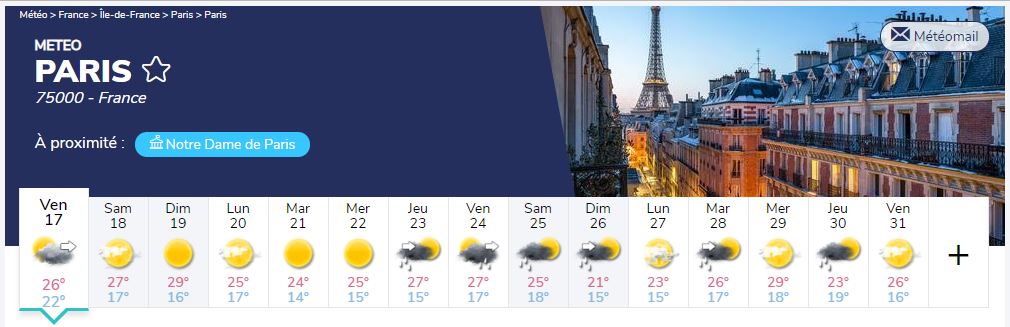 Météo > France > Île-de-France > Paris > Paris
Météomail
METEO
PARIS
75000 - France
À proximité :
Notre Dame de Paris
Ven Sam Dim Lun Mar Mer Jeu Ven Sam Dim Lun Mar Mer Jeu Ven
17 18 19 20 21 22 23 24 25 26 27 28 29 30 31
+
26° 27° 29° 25° 24° 25° 27° 27° 25° 21° 23° 26° 29° 23° 26°
22° 17° 16° 17° 14° 15° 15° 17° 18° 15° 15° 17° 18° 19° 16°